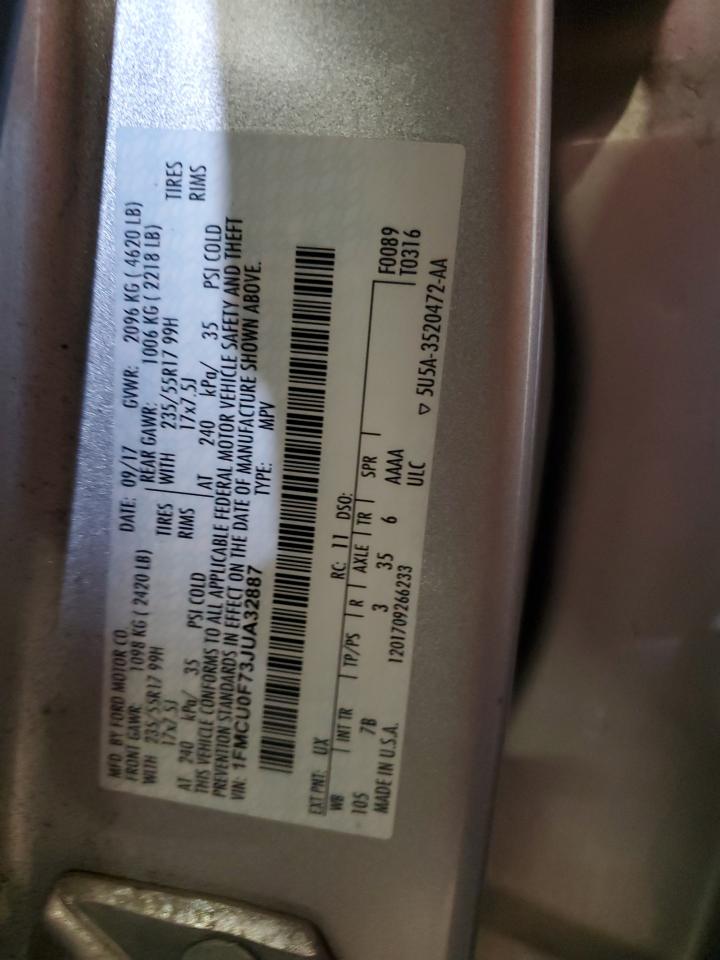 MFD BY FORD MOTOR CO.
DATE: 09/17 GVWR: 2096 KG ( 4620 LB)
FRONT GAWR: 1098 KG ( 2420 LB) REAR GAWR: 1006 KG ( 2218 LB)
WITH 235/55R17 99H TIRES WITH 235/55R17 99H TIRES
17x7.5J RIMS 17x7.5J RIMS
AT 240 kPa/ 35 PSI COLD AT 240 kPa/ 35 PSI COLD
THIS VEHICLE CONFORMS TO ALL APPLICABLE FEDERAL MOTOR VEHICLE SAFETY AND THEFT
PREVENTION STANDARDS IN EFFECT ON THE DATE OF MANUFACTURE SHOWN ABOVE.
VIN: 1FMCU0F73JUA32887 TYPE: MPV
EXT PNT: UX RC: 11 DSO: F0089
WB INT TR TP/PS R AXLE TR SPR T0316
105 7B 3 35 6 AAAA
MADE IN U.S.A. 1201709266233 ULC ▽ 5U5A-3520472-AA